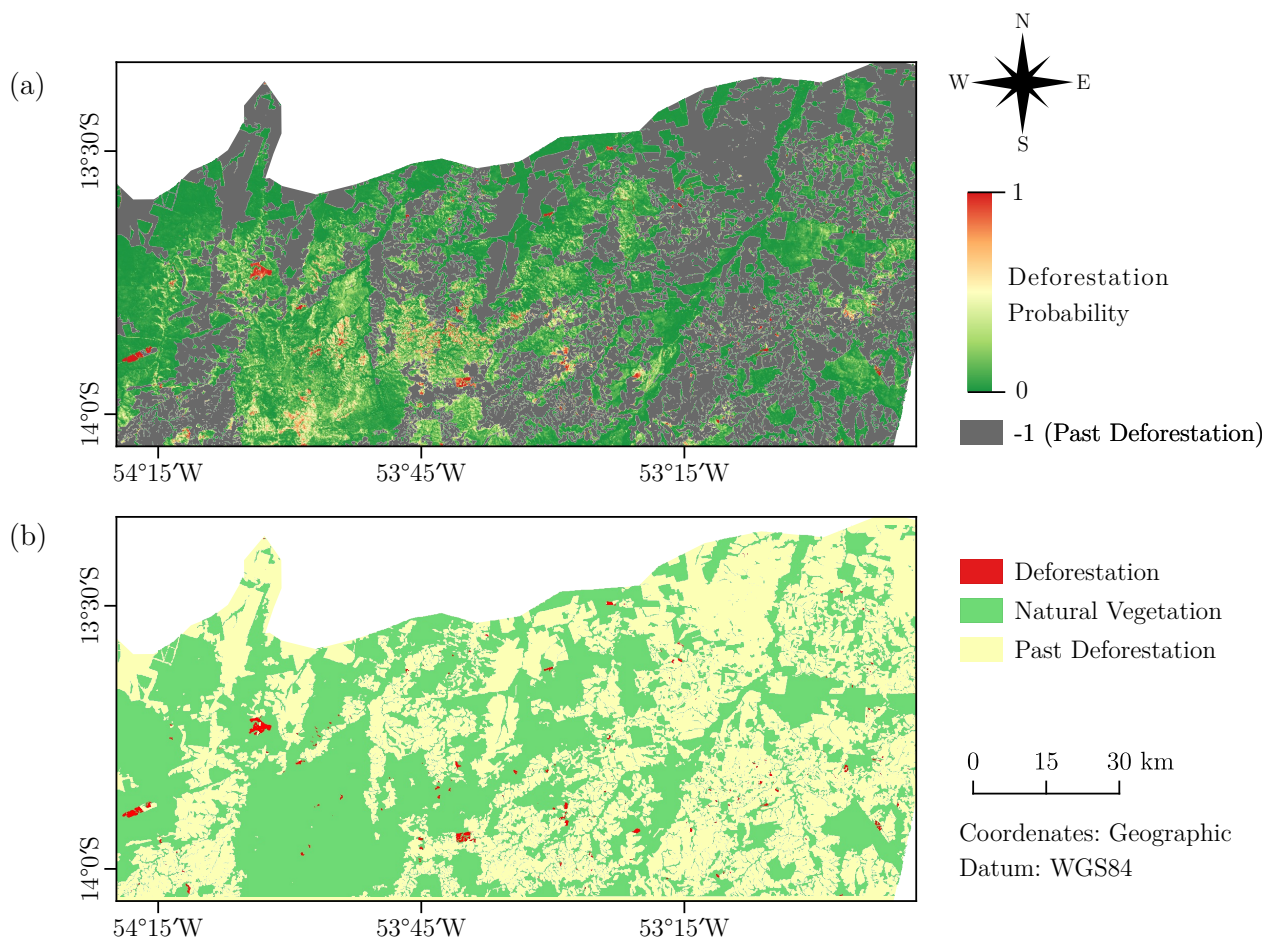 (a)
13°30′S
14°0′S
54°15′W
53°45′W
53°15′W
N
W
E
S
1
Deforestation
Probability
0
-1 (Past Deforestation)
(b)
13°30′S
14°0′S
54°15′W
53°45′W
53°15′W
Deforestation
Natural Vegetation
Past Deforestation
0 15 30 km
Coordenates: Geographic
Datum: WGS84